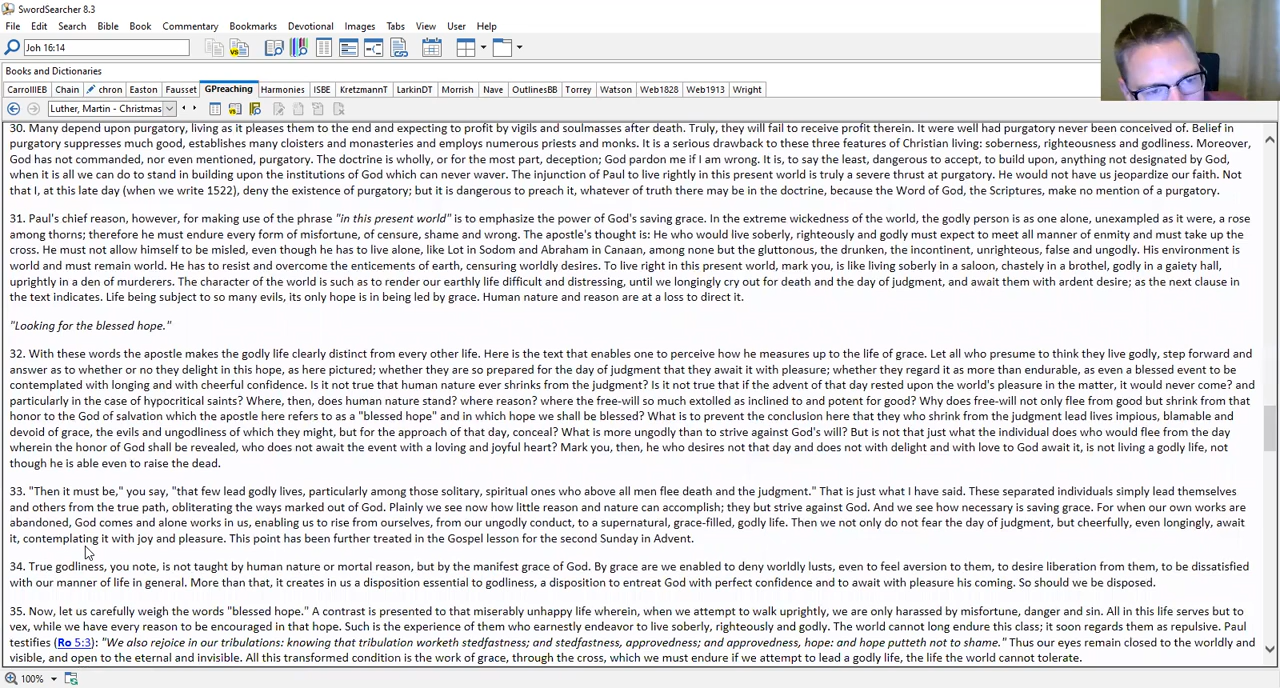 SwordSearcher 8.3
File Edit Search Bible Book Commentary Bookmarks Devotional Images Tabs View User Help
Joh 16:14
Books and Dictionaries
CarrollIEB Chain chron Easton Fausset GPreaching Harmonies ISBE KretzmannT LarkinDT Morrish Nave OutlinesBB Torrey Watson Web1828 Web1913 Wright
Luther, Martin - Christmas
30. Many depend upon purgatory, living as it pleases them to the end and expecting to profit by vigils and soulmasses after death. Truly, they will fail to receive profit therein. It were well had purgatory never been conceived of. Belief in
purgatory suppresses much good, establishes many cloisters and monasteries and employs numerous priests and monks. It is a serious drawback to these three features of Christian living: soberness, righteousness and godliness. Moreover,
God has not commanded, nor even mentioned, purgatory. The doctrine is wholly, or for the most part, deception; God pardon me if I am wrong. It is, to say the least, dangerous to accept, to build upon, anything not designated by God,
when it is all we can do to stand in building upon the institutions of God which can never waver. The injunction of Paul to live rightly in this present world is truly a severe thrust at purgatory. He would not have us jeopardize our faith. Not
that I, at this late day (when we write 1522), deny the existence of purgatory; but it is dangerous to preach it, whatever of truth there may be in the doctrine, because the Word of God, the Scriptures, make no mention of a purgatory.
31. Paul's chief reason, however, for making use of the phrase "in this present world" is to emphasize the power of God's saving grace. In the extreme wickedness of the world, the godly person is as one alone, unexampled as it were, a rose
among thorns; therefore he must endure every form of misfortune, of censure, shame and wrong. The apostle's thought is: He who would live soberly, righteously and godly must expect to meet all manner of enmity and must take up the
cross. He must not allow himself to be misled, even though he has to live alone, like Lot in Sodom and Abraham in Canaan, among none but the gluttonous, the drunken, the incontinent, unrighteous, false and ungodly. His environment is
world and must remain world. He has to resist and overcome the enticements of earth, censuring worldly desires. To live right in this present world, mark you, is like living soberly in a saloon, chastely in a brothel, godly in a gaiety hall,
uprightly in a den of murderers. The character of the world is such as to render our earthly life difficult and distressing, until we longingly cry out for death and the day of judgment, and await them with ardent desire; as the next clause in
the text indicates. Life being subject to so many evils, its only hope is in being led by grace. Human nature and reason are at a loss to direct it.
"Looking for the blessed hope."
32. With these words the apostle makes the godly life clearly distinct from every other life. Here is the text that enables one to perceive how he measures up to the life of grace. Let all who presume to think they live godly, step forward and
answer as to whether or no they delight in this hope, as here pictured; whether they are so prepared for the day of judgment that they await it with pleasure; whether they regard it as more than endurable, as even a blessed event to be
contemplated with longing and with cheerful confidence. Is it not true that human nature ever shrinks from the judgment? Is it not true that if the advent of that day rested upon the world's pleasure in the matter, it would never come? and
particularly in the case of hypocritical saints? Where, then, does human nature stand? where reason? where the free-will so much extolled as inclined to and potent for good? Why does free-will not only flee from good but shrink from that
honor to the God of salvation which the apostle here refers to as a "blessed hope" and in which hope we shall be blessed? What is to prevent the conclusion here that they who shrink from the judgment lead lives impious, blamable and
devoid of grace, the evils and ungodliness of which they might, but for the approach of that day, conceal? What is more ungodly than to strive against God's will? But is not that just what the individual does who would flee from the day
wherein the honor of God shall be revealed, who does not await the event with a loving and joyful heart? Mark you, then, he who desires not that day and does not with delight and with love to God await it, is not living a godly life, not
though he is able even to raise the dead.
33. "Then it must be," you say, "that few lead godly lives, particularly among those solitary, spiritual ones who above all men flee death and the judgment." That is just what I have said. These separated individuals simply lead themselves
and others from the true path, obliterating the ways marked out of God. Plainly we see now how little reason and nature can accomplish; they but strive against God. And we see how necessary is saving grace. For when our own works are
abandoned, God comes and alone works in us, enabling us to rise from ourselves, from our ungodly conduct, to a supernatural, grace-filled, godly life. Then we not only do not fear the day of judgment, but cheerfully, even longingly, await
it, contemplating it with joy and pleasure. This point has been further treated in the Gospel lesson for the second Sunday in Advent.
34. True godliness, you note, is not taught by human nature or mortal reason, but by the manifest grace of God. By grace are we enabled to deny worldly lusts, even to feel aversion to them, to desire liberation from them, to be dissatisfied
with our manner of life in general. More than that, it creates in us a disposition essential to godliness, a disposition to entreat God with perfect confidence and to await with pleasure his coming. So should we be disposed.
35. Now, let us carefully weigh the words "blessed hope." A contrast is presented to that miserably unhappy life wherein, when we attempt to walk uprightly, we are only harassed by misfortune, danger and sin. All in this life serves but to
vex, while we have every reason to be encouraged in that hope. Such is the experience of them who earnestly endeavor to live soberly, righteously and godly. The world cannot long endure this class; it soon regards them as repulsive. Paul
testifies (Ro 5:3): "We also rejoice in our tribulations: knowing that tribulation worketh stedfastness; and stedfastness, approvedness; and approvedness, hope: and hope putteth not to shame." Thus our eyes remain closed to the worldly and
visible, and open to the eternal and invisible. All this transformed condition is the work of grace, through the cross, which we must endure if we attempt to lead a godly life, the life the world cannot tolerate.
100%